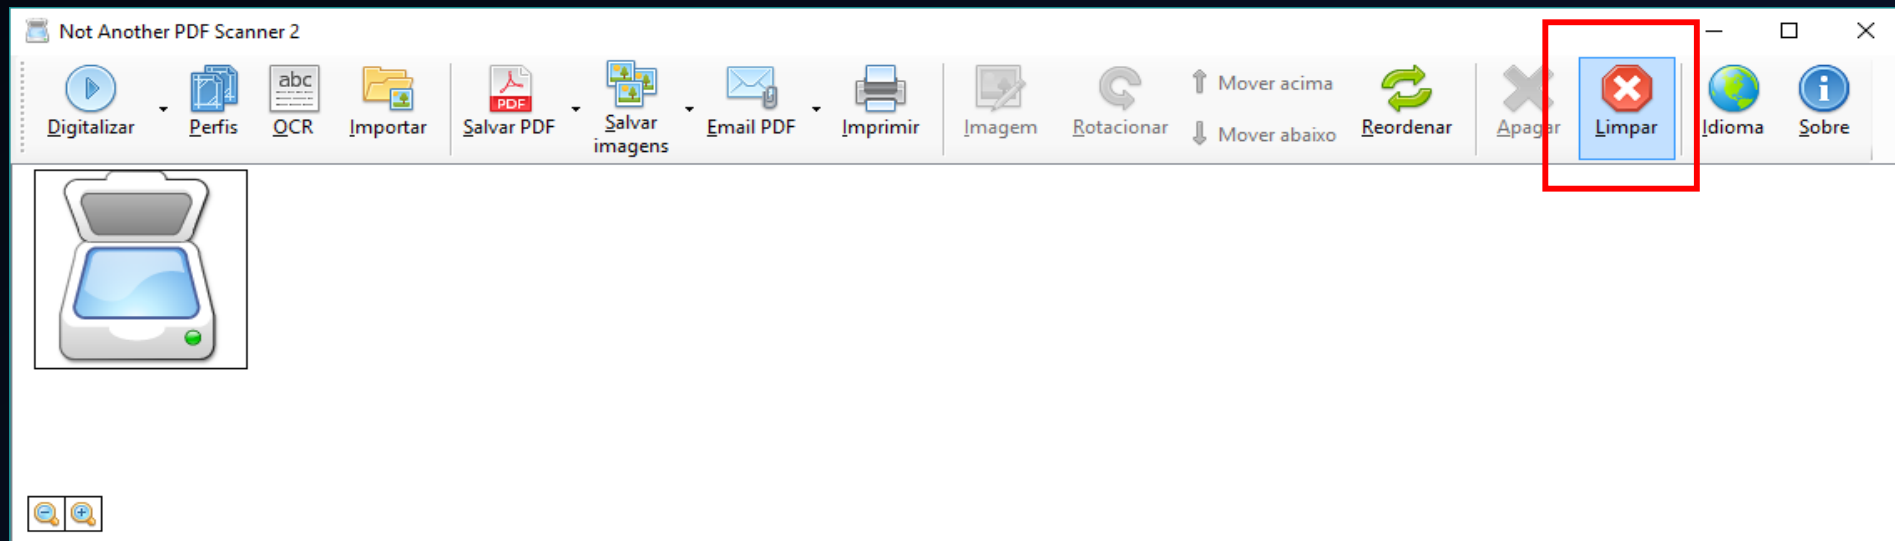 Not Another PDF Scanner 2
Digitalizar
Perfis
abc
OCR
Importar
PDF
Salvar PDF
Salvar
imagens
Email PDF
Imprimir
Imagem
Rotacionar
Mover acima
Mover abaixo
Reordenar
Apagar
Limpar
Idioma
Sobre